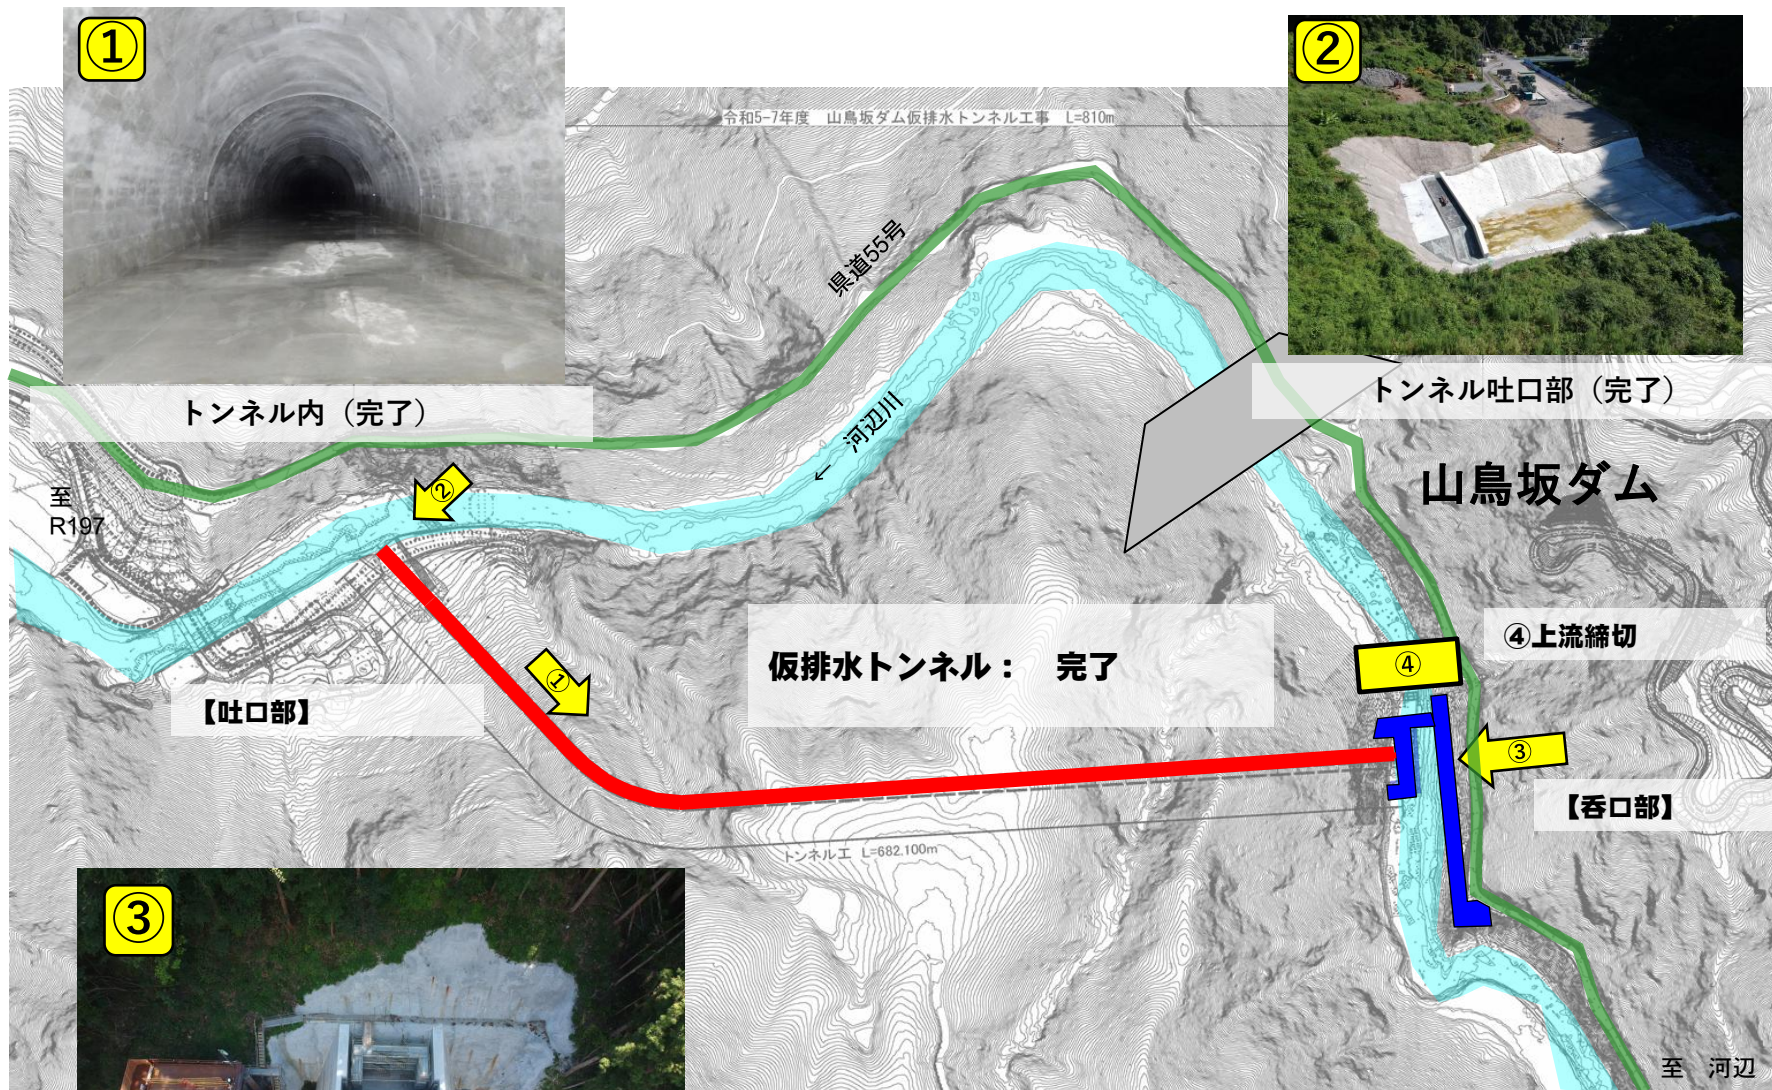 ①
②
令和5-7年度　山鳥坂ダム仮排水トンネル工事　L=810m
県道55号
トンネル内（完了）
トンネル吐口部（完了）
← 河辺川
山鳥坂ダム
至
R197
②
④上流締切
仮排水トンネル：　完了
④
①
【吐口部】
③
【呑口部】
トンネル工　L=682.100m
③
至　河辺